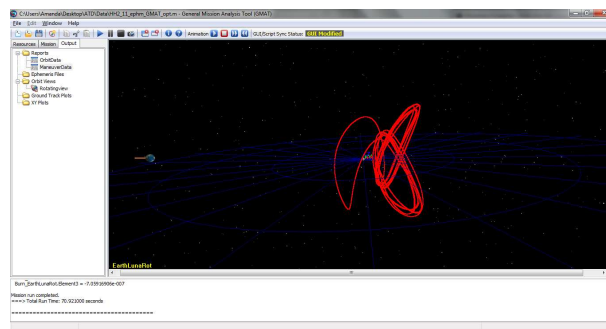 C:\Users\Amanda\Desktop\ATD\Data\HH2_11_ephm_GMAT_opt.m - General Mission Analysis Tool (GMAT)
File Edit Window Help
Animation GUI/Script Sync Status: GUI Modified
Resources Mission Output
Reports
OrbitData
ManeuverData
Ephemeris Files
Orbit Views
Rotatingview
Ground Track Plots
XY Plots
EarthLunaRot
Burn_EarthLunaRot.Element3 = -7.05916906e-007
Mission run completed.
===> Total Run Time: 70.921000 seconds
========================================